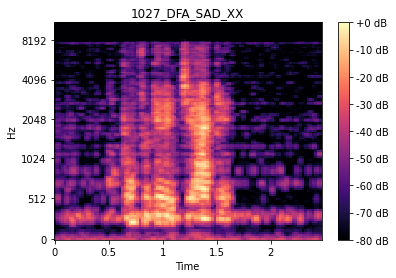 1027_DFA_SAD_XX
+0 dB
8192
-10 dB
4096
-20 dB
-30 dB
2048
-40 dB
Hz
1024
-50 dB
-60 dB
512
-70 dB
0
-80 dB
0 0.5 1 1.5 2
Time